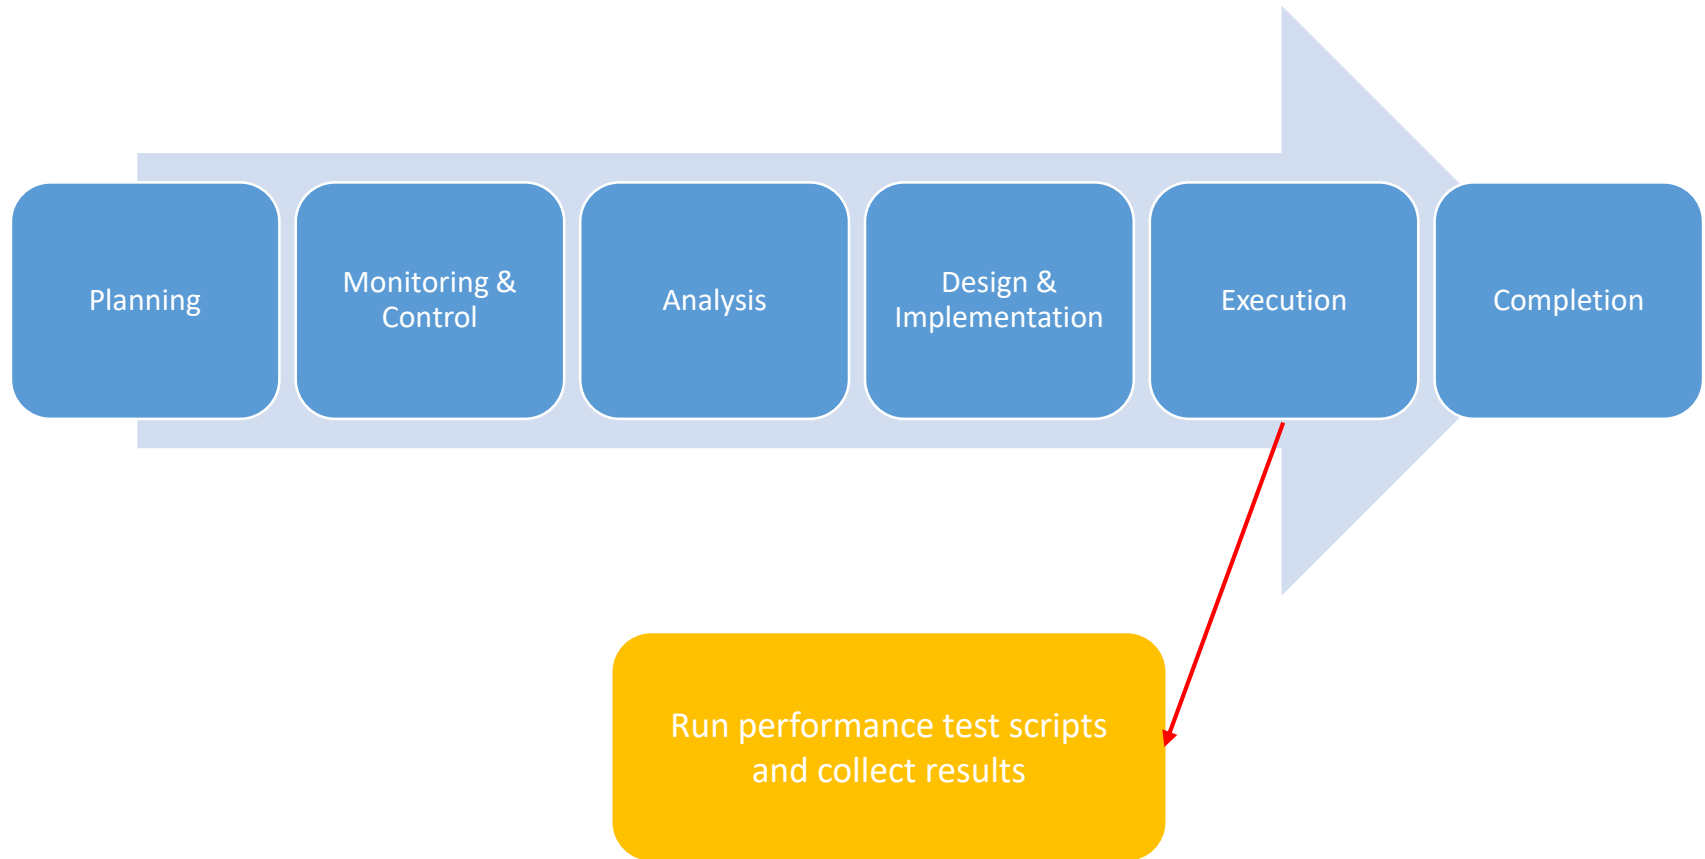 Planning
Monitoring &
Control
Analysis
Design &
Implementation
Execution
Completion
Run performance test scripts
and collect results